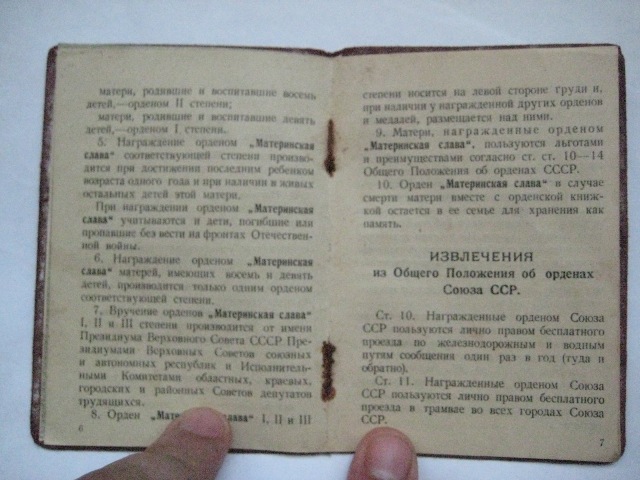 матери, родившие и воспитавшие восемь
детей,—орденом II степени;
матери, родившие и воспитавшие девять
детей,—орденом I степени.
5. Награждение орденом „Материнская
слава" соответствующей степени произво-
дится при достижении последним ребенком
возраста одного года и при наличии в живых
остальных детей этой матери.
При награждении орденом „Материнская
слава" учитываются и дети, погибшие или
пропавшие без вести на фронтах Отечествен-
ной войны.
6. Награждение орденом „Материнская
слава" матерей, имеющих восемь и девять
детей, производится только одним орденом
соответствующей степени.
7. Вручение орденов „Материнская слава"
I, II и III степени производится от имени
Президиума Верховного Совета СССР Пре-
зидиумами Верховных Советов союзных
и автономных республик и Исполнитель-
ными Комитетами областных, краевых,
городских и районных Советов депутатов
трудящихся.
8. Орден „Материнская слава" I, II и III
6
степени носится на левой стороне груди и,
при наличии у награжденной других орденов
и медалей, размещается над ними.
9. Матери, награжденные орденом
„Материнская слава", пользуются льготами
и преимуществами согласно ст. ст. 10—14
Общего Положения об орденах СССР.
10. Орден „Материнская слава" в случае
смерти матери вместе с орденской книж-
кой остается в ее семье для хранения как
память.
ИЗВЛЕЧЕНИЯ
из Общего Положения об орденах
Союза ССР.
Ст. 10. Награжденные орденом Союза
ССР пользуются лично правом бесплатного
проезда по железнодорожным и водным
путям сообщения один раз в год (туда и
обратно).
Ст. 11. Награжденные орденом Союза
ССР пользуются лично правом бесплатного
проезда в трамвае во всех городах Союза
ССР.
7